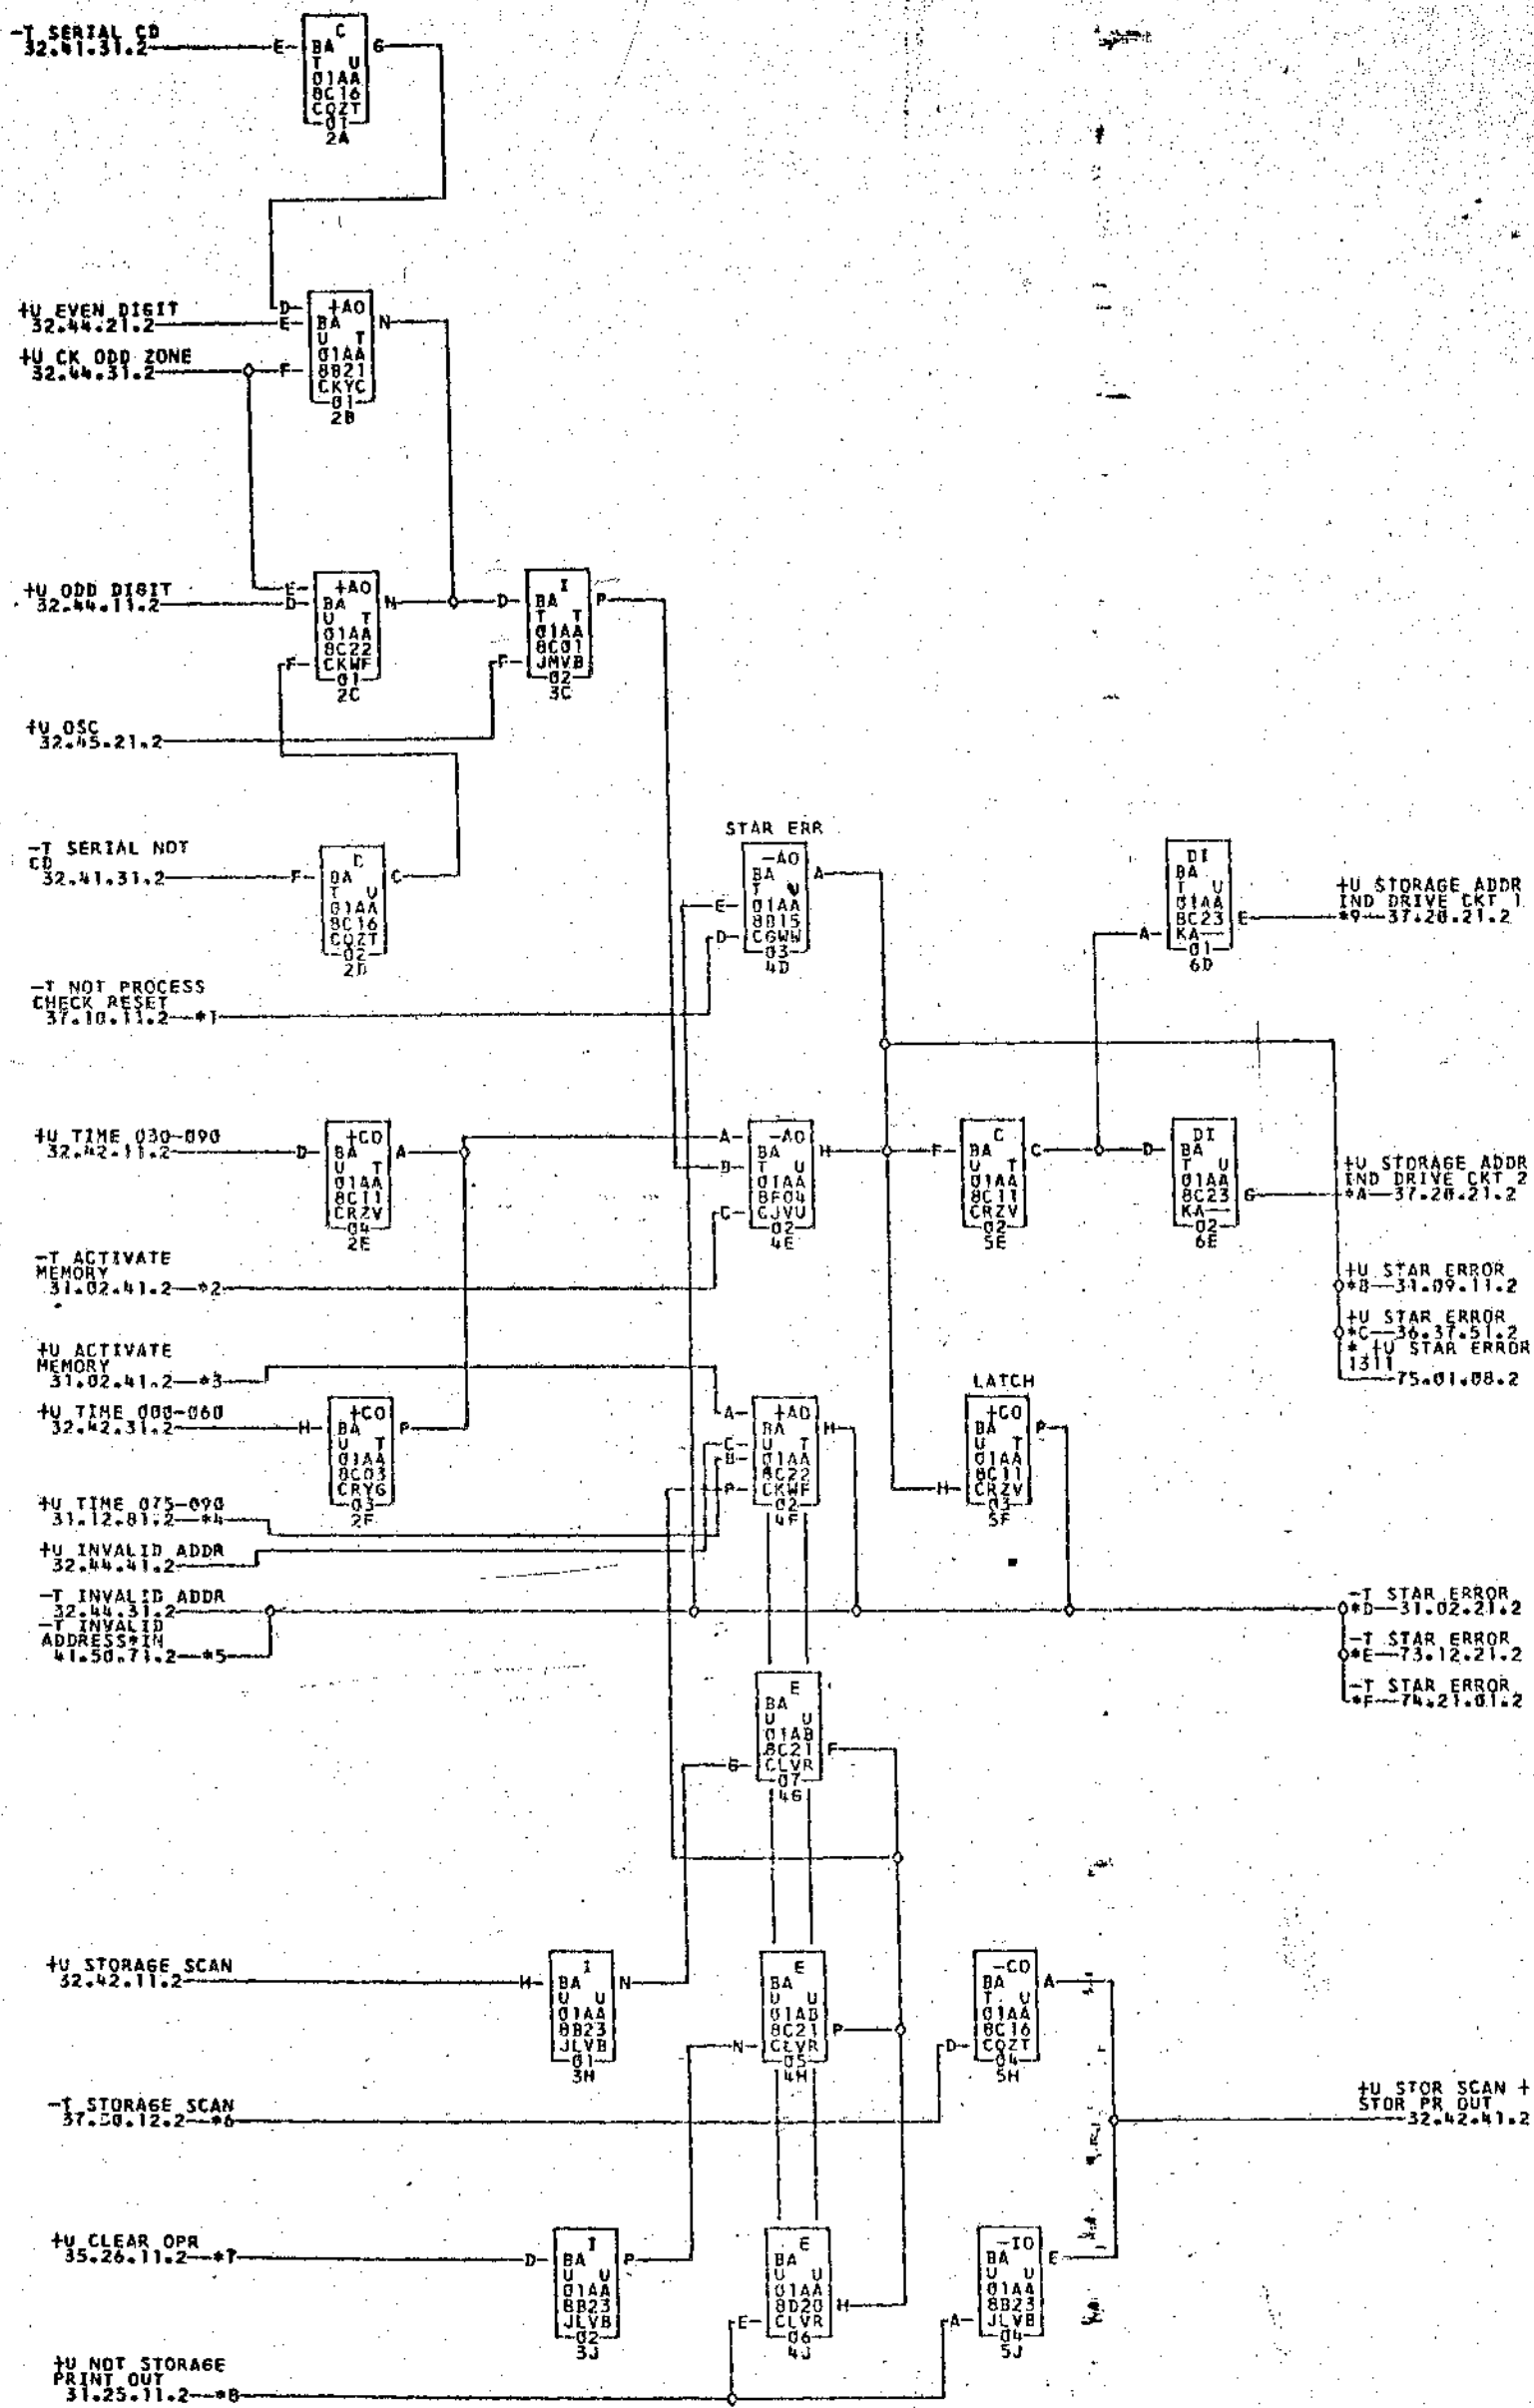 -T SERIAL CD
32.41.31.2
E
C
BA G
T U
01AA
8C16
CQZT
01
2A
+U EVEN DIGIT
32.44.21.2
+U CK ODD ZONE
32.44.31.2
D
E
F
+AO
BA N
U T
01AA
8B21
CKYC
01
2B
+U ODD DIGIT
32.44.11.2
E
D
F
+AO
BA N
U T
01AA
8C22
CKWF
01
2C
D
F
I
BA P
T T
01AA
8C01
JMVB
02
3C
+U OSC
32.45.21.2
-T SERIAL NOT
CD
32.41.31.2
F
C
BA C
T U
01AA
8C16
CQZT
02
2D
STAR ERR
E
D
-AO
BA A
T U
01AA
8B15
CGWW
03
4D
A
DI
BA
T U
01AA
8C23 E
KA
01
6D
+U STORAGE ADDR
IND DRIVE CKT 1
*9 37.20.21.2
-T NOT PROCESS
CHECK RESET
37.10.11.2 *1
+U TIME 030-090
32.42.11.2
D
+CO
BA A
U T
01AA
8C11
CRZV
04
2E
A
B
C
-AO
BA H
T U
01AA
8F04
CJVU
02
4E
F
C
BA C
U T
01AA
8C11
CRZV
02
5E
D
DI
BA
T U
01AA
8C23 G
KA
02
6E
+U STORAGE ADDR
IND DRIVE CKT 2
*A 37.20.21.2
-T ACTIVATE
MEMORY
31.02.41.2 *2
+U STAR ERROR
*B 31.09.11.2
+U STAR ERROR
*C 36.37.51.2
* +U STAR ERROR
1311
75.01.08.2
+U ACTIVATE
MEMORY
31.02.41.2 *3
+U TIME 000-060
32.42.31.2
H
+CO
BA P
U T
01AA
8C03
CRYG
03
2F
A
C
B
P
+AO
BA H
U T
01AA
8C22
CKWF
02
4F
LATCH
H
+CO
BA P
U T
01AA
8C11
CRZV
03
5F
+U TIME 075-090
31.12.81.2 *4
+U INVALID ADDR
32.44.41.2
-T INVALID ADDR
32.44.31.2
-T INVALID
ADDRESS*IN
41.50.71.2 *5
-T STAR ERROR
*D 31.02.21.2
-T STAR ERROR
*E 73.12.21.2
-T STAR ERROR
*F 74.21.01.2
G
E
BA
U U
01AB
8C21 F
CLVR
07
4G
+U STORAGE SCAN
32.42.11.2
H
I
BA N
U U
01AA
8B23
JLVB
01
3H
N
E
BA
U U
01AB
8C21 P
CLVR
05
4H
D
-CO
BA A
T U
01AA
8C16
CQZT
04
5H
-T STORAGE SCAN
37.50.12.2 *6
+U STOR SCAN +
STOR PR OUT
32.42.41.2
+U CLEAR OPR
35.26.11.2 *7
D
I
BA P
U U
01AA
8B23
JLVB
02
3J
E
E
BA
U U
01AA
8D20 H
CLVR
06
4J
A
-IO
BA E
U U
01AA
8B23
JLVB
04
5J
+U NOT STORAGE
PRINT OUT
31.25.11.2 *8